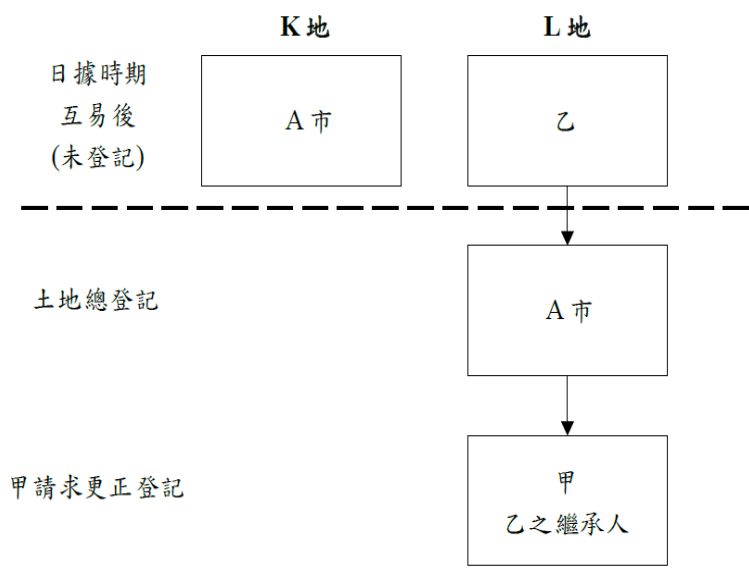 K 地
L 地
日據時期
互易後
(未登記)
A 市
乙
土地總登記
A 市
甲請求更正登記
甲
乙之繼承人